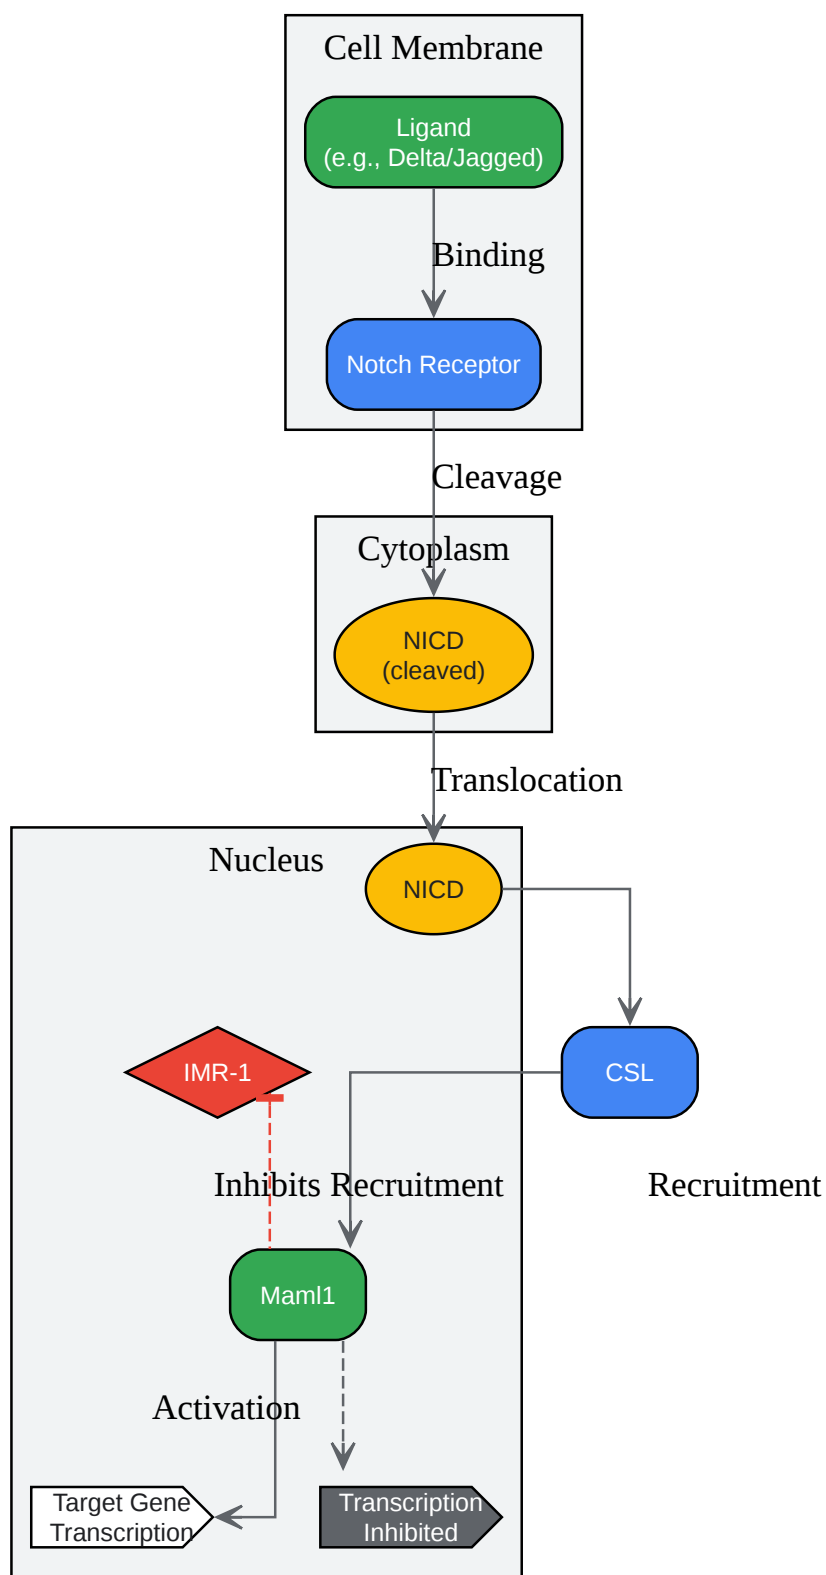 Cell Membrane
Ligand
(e.g., Delta/Jagged)
Binding
Notch Receptor
Cleavage
Cytoplasm
NICD
(cleaved)
Translocation
Nucleus
NICD
IMR-1
CSL
Inhibits Recruitment
Recruitment
Maml1
Activation
Target Gene
Transcription
Transcription
Inhibited